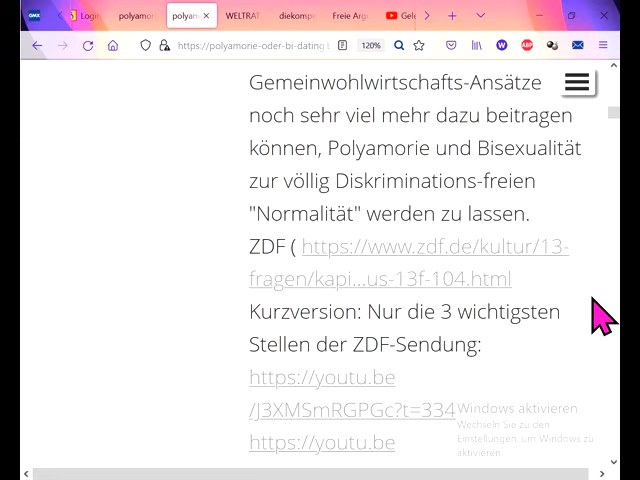 GMX Login polyamorie polyam WELTRAT diekompe Freie Argu
https://polyamorie-oder-bi-dating 120%
Gemeinwohlwirtschafts-Ansätze
noch sehr viel mehr dazu beitragen
können, Polyamorie und Bisexualität
zur völlig Diskriminations-freien
"Normalität" werden zu lassen.
ZDF ( https://www.zdf.de/kultur/13-
fragen/kapi...us-13f-104.html
Kurzversion: Nur die 3 wichtigsten
Stellen der ZDF-Sendung:
https://youtu.be
/J3XMSmRGPGc?t=334
https://youtu.be
Windows aktivieren
Wechseln Sie zu den
Einstellungen, um Windows zu
aktivieren.